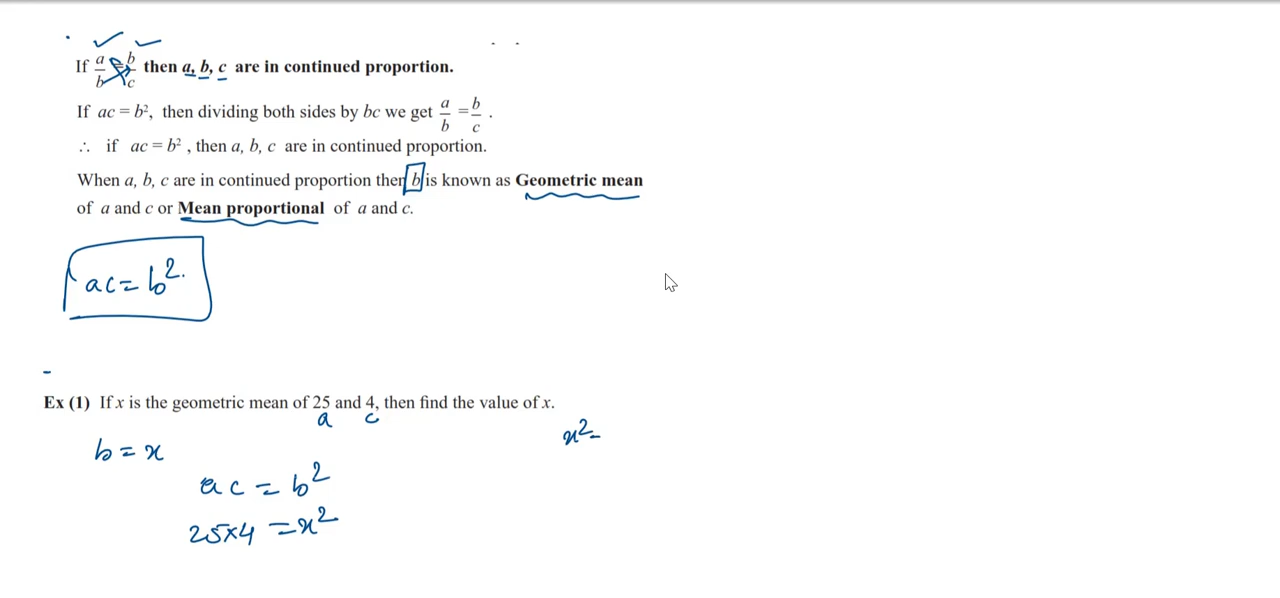 If a/b = b/c then a, b, c are in continued proportion.
If ac = b², then dividing both sides by bc we get a/b = b/c .
∴ if ac = b² , then a, b, c are in continued proportion.
When a, b, c are in continued proportion then b is known as Geometric mean
of a and c or Mean proportional of a and c.
ac = b².
Ex (1) If x is the geometric mean of 25 and 4, then find the value of x.
a c
b = x
x² =
ac = b²
25×4 = x²